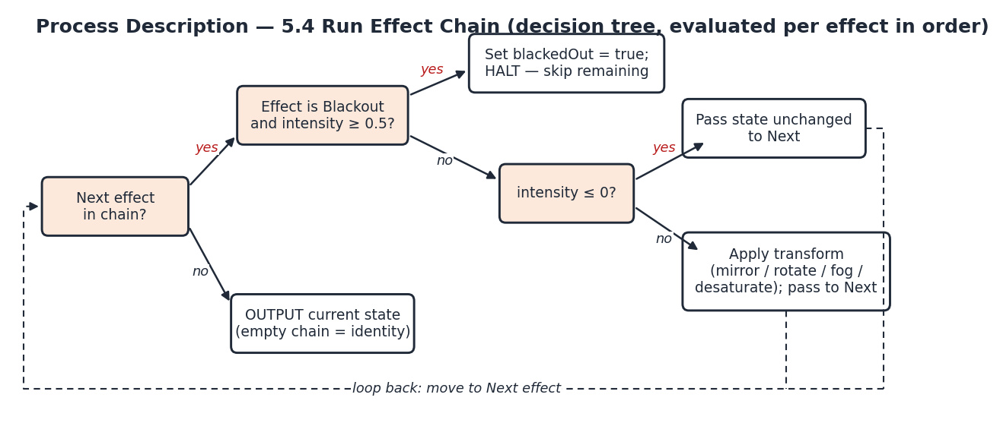 Process Description — 5.4 Run Effect Chain (decision tree, evaluated per effect in order)
Set blackedOut = true;
HALT — skip remaining
yes
Effect is Blackout
and intensity ≥ 0.5?
Pass state unchanged
to Next
yes
yes
no
intensity ≤ 0?
Next effect
in chain?
no
Apply transform
(mirror / rotate / fog /
desaturate); pass to Next
no
OUTPUT current state
(empty chain = identity)
loop back: move to Next effect